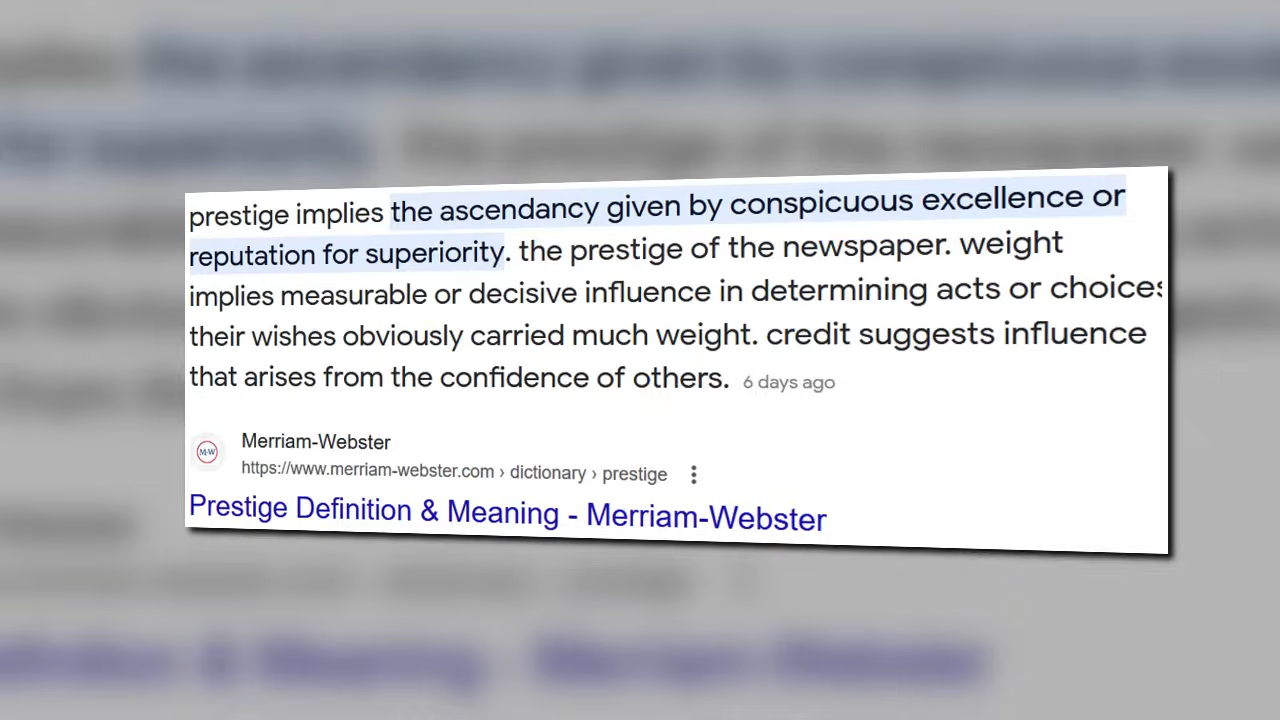 prestige implies the ascendancy given by conspicuous excellence or
reputation for superiority. the prestige of the newspaper. weight
implies measurable or decisive influence in determining acts or choices
their wishes obviously carried much weight. credit suggests influence
that arises from the confidence of others. 6 days ago
M-W
Merriam-Webster
https://www.merriam-webster.com › dictionary › prestige
Prestige Definition & Meaning - Merriam-Webster